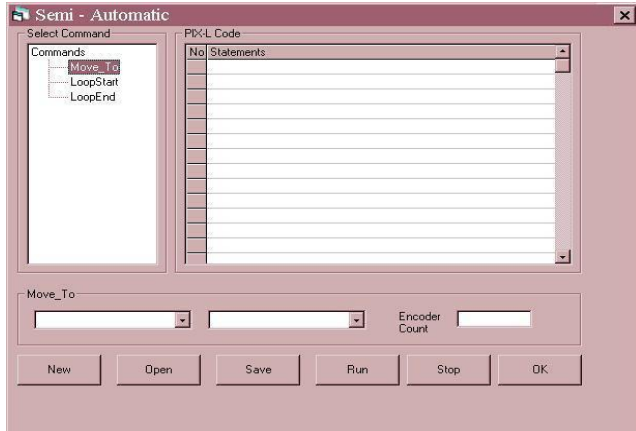 Semi - Automatic
Select Command
PIX-L Code
Commands
Move_To
LoopStart
LoopEnd
No Statements
Move_To
Encoder
Count
New Open Save Run Stop OK